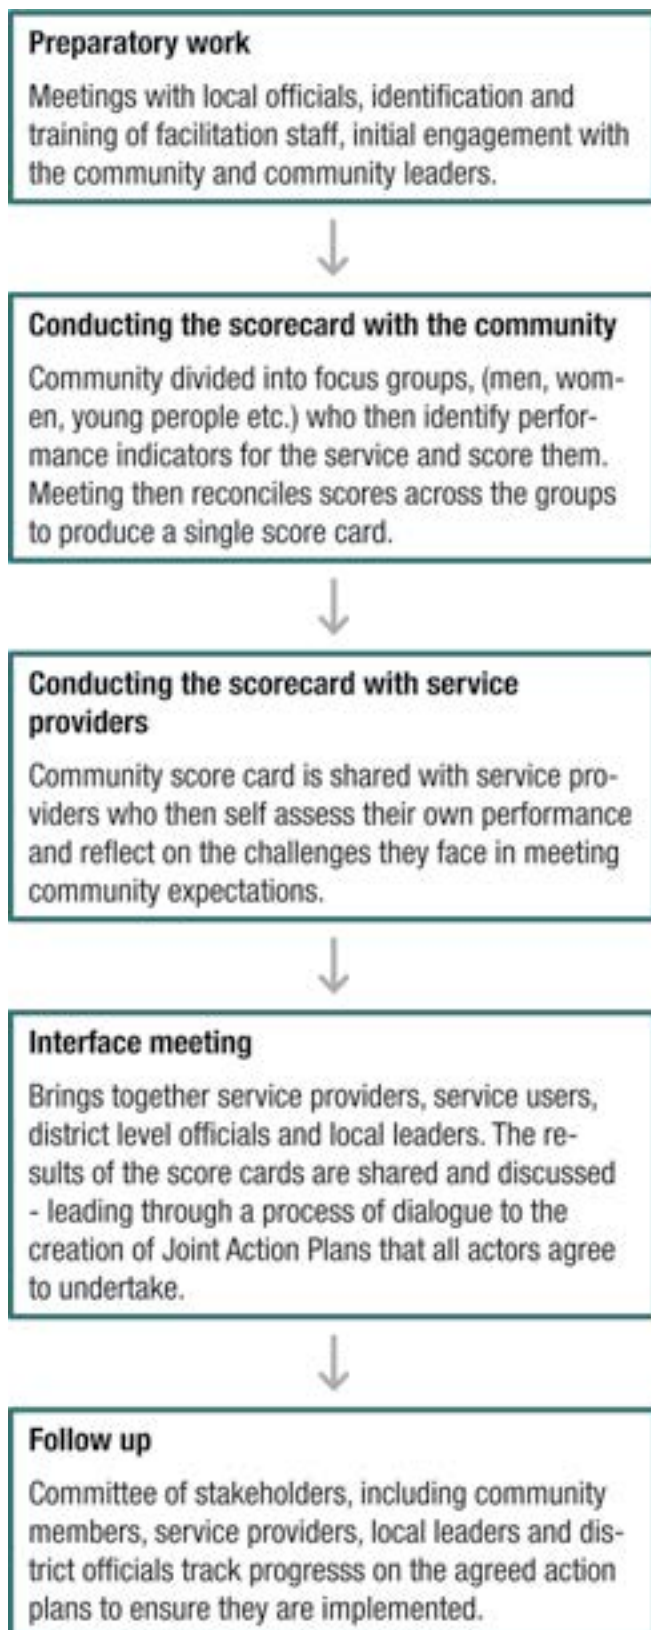 Preparatory work
Meetings with local officials, identification and
training of facilitation staff, initial engagement with
the community and community leaders.
Conducting the scorecard with the community
Community divided into focus groups, (men, wom-
en, young perople etc.) who then identify perfor-
mance indicators for the service and score them.
Meeting then reconciles scores across the groups
to produce a single score card.
Conducting the scorecard with service
providers
Community score card is shared with service pro-
viders who then self assess their own performance
and reflect on the challenges they face in meeting
community expectations.
Interface meeting
Brings together service providers, service users,
district level officials and local leaders. The re-
sults of the score cards are shared and discussed
- leading through a process of dialogue to the
creation of Joint Action Plans that all actors agree
to undertake.
Follow up
Committee of stakeholders, including community
members, service providers, local leaders and dis-
trict officials track progresss on the agreed action
plans to ensure they are implemented.